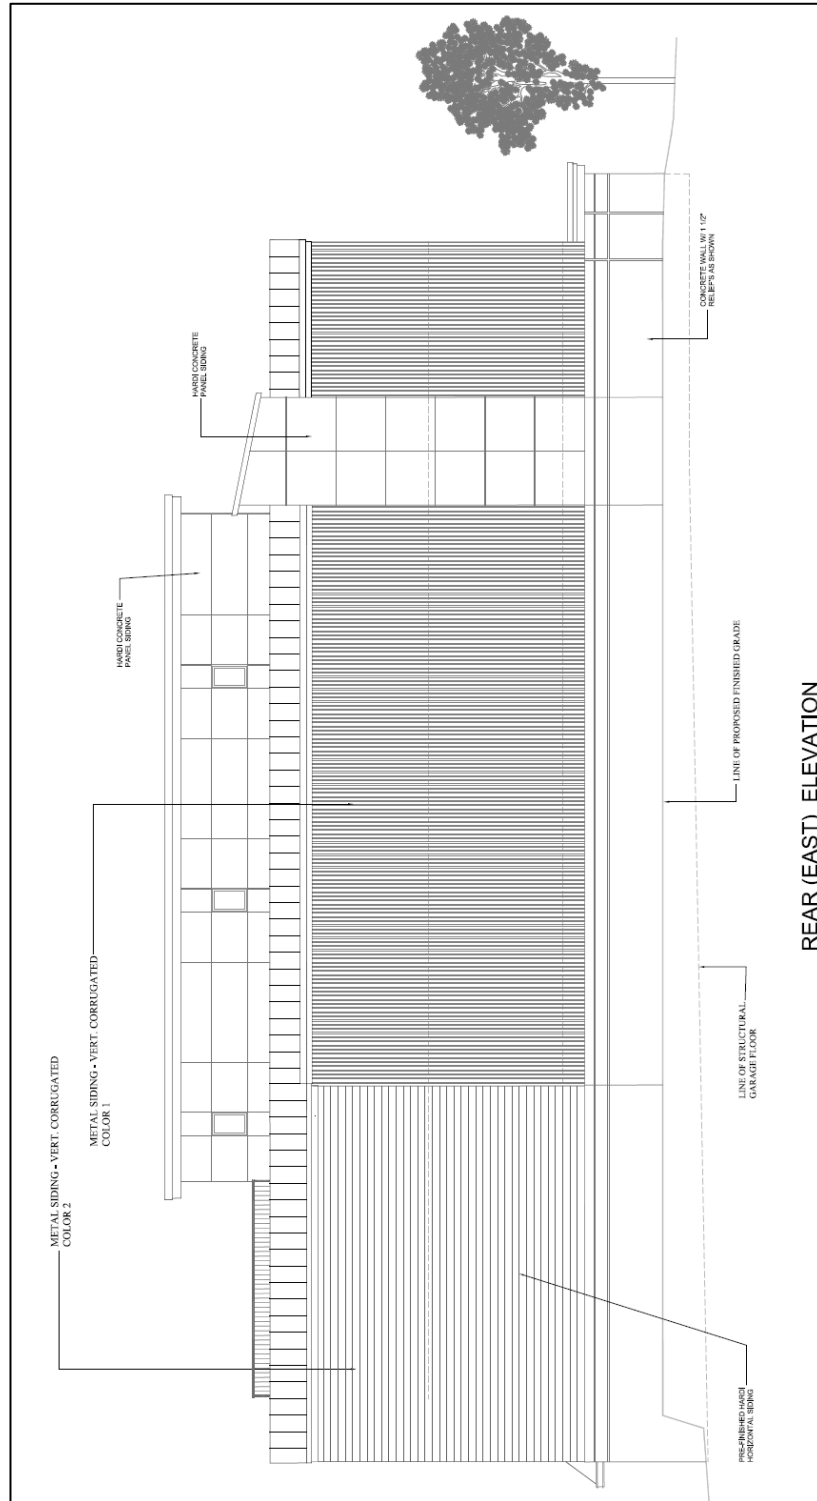 METAL SIDING - VERT. CORRUGATED
COLOR 2
METAL SIDING - VERT. CORRUGATED
COLOR 1
HARDI CONCRETE
PANEL SIDING
HARDI CONCRETE
PANEL SIDING
PRE-FINISHED HARDI
HORIZONTAL SIDING
LINE OF STRUCTURAL
GARAGE FLOOR
LINE OF PROPOSED FINISHED GRADE
CONCRETE WALL W/ 1 1/2"
RELIEF'S AS SHOWN
REAR (EAST) ELEVATION